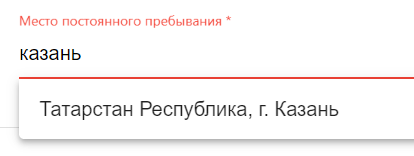 Место постоянного пребывания *
казань
Татарстан Республика, г. Казань